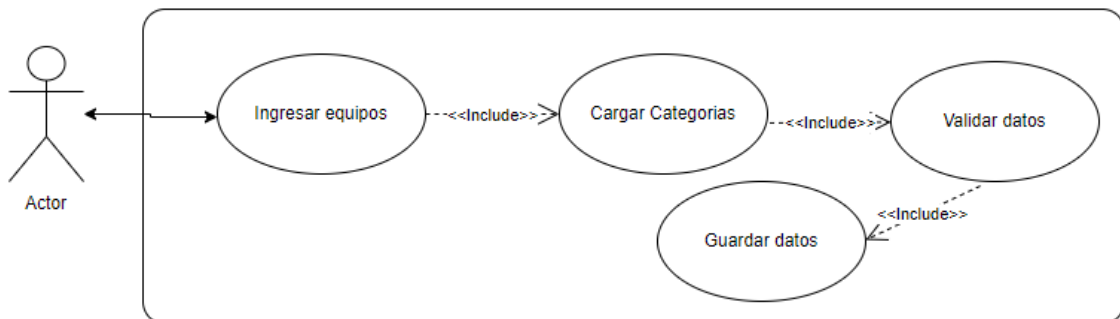 Ingresar equipos
<<Include>>
Cargar Categorias
<<Include>>
Validar datos
Actor
<<Include>>
Guardar datos